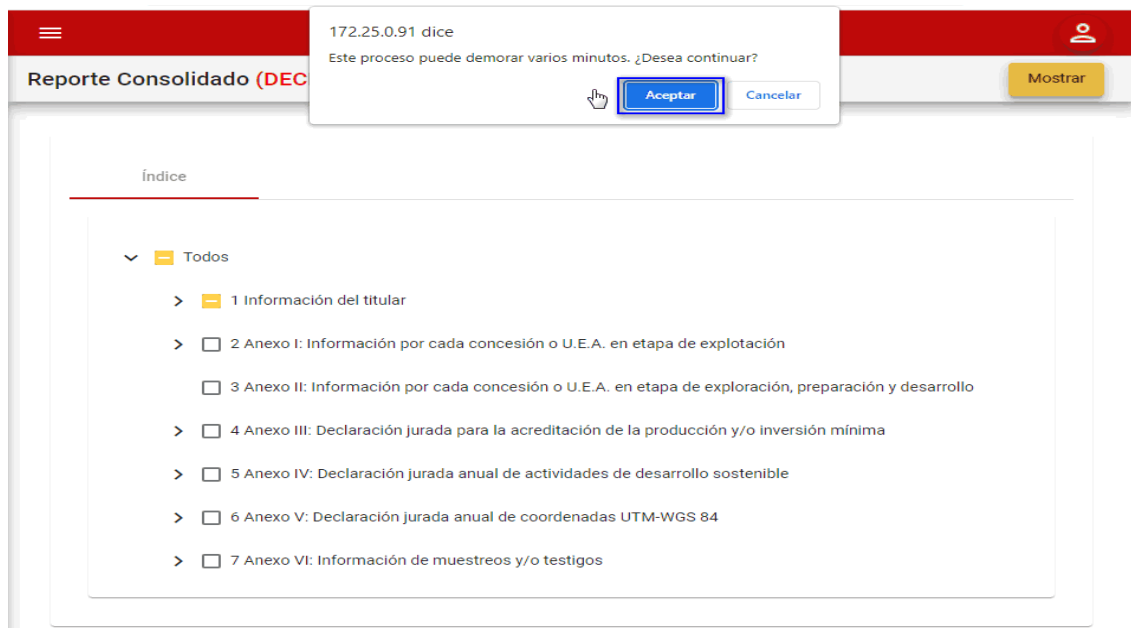 172.25.0.91 dice
Este proceso puede demorar varios minutos. ¿Desea continuar?
Aceptar Cancelar
Reporte Consolidado (DEC
Mostrar
Índice
Todos
1 Información del titular
2 Anexo I: Información por cada concesión o U.E.A. en etapa de explotación
3 Anexo II: Información por cada concesión o U.E.A. en etapa de exploración, preparación y desarrollo
4 Anexo III: Declaración jurada para la acreditación de la producción y/o inversión mínima
5 Anexo IV: Declaración jurada anual de actividades de desarrollo sostenible
6 Anexo V: Declaración jurada anual de coordenadas UTM-WGS 84
7 Anexo VI: Información de muestreos y/o testigos